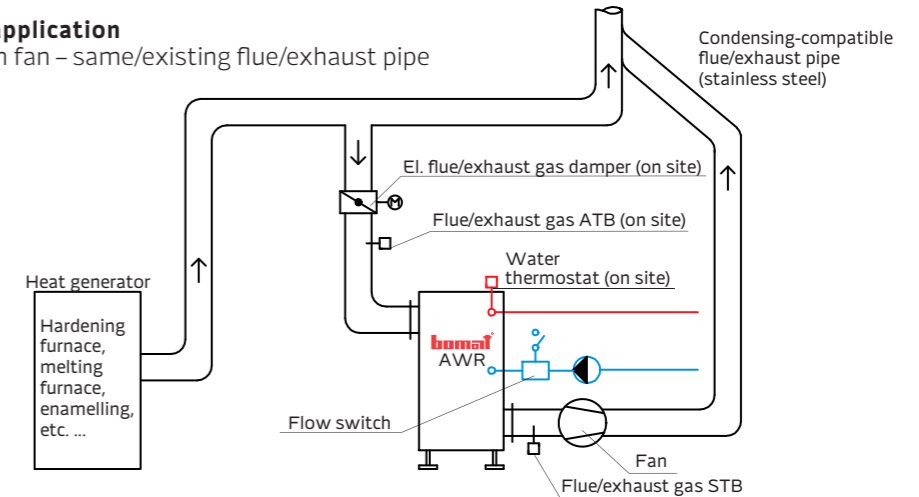 application
n fan – same/existing flue/exhaust pipe
Condensing-compatible
flue/exhaust pipe
(stainless steel)
El. flue/exhaust gas damper (on site)
M
Flue/exhaust gas ATB (on site)
Water
thermostat (on site)
Heat generator
Hardening
furnace,
melting
furnace,
enamelling,
etc. ...
bomat
AWR
Flow switch
Fan
Flue/exhaust gas STB